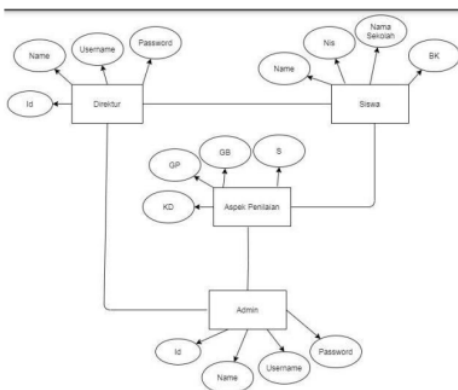 Nama
Sekolah
Nis
Username
Password
Name
BK
Name
Id
Direktur
Siswa
GB
S
GP
KD
Aspek Penilaian
Admin
Id
Name
Username
Password